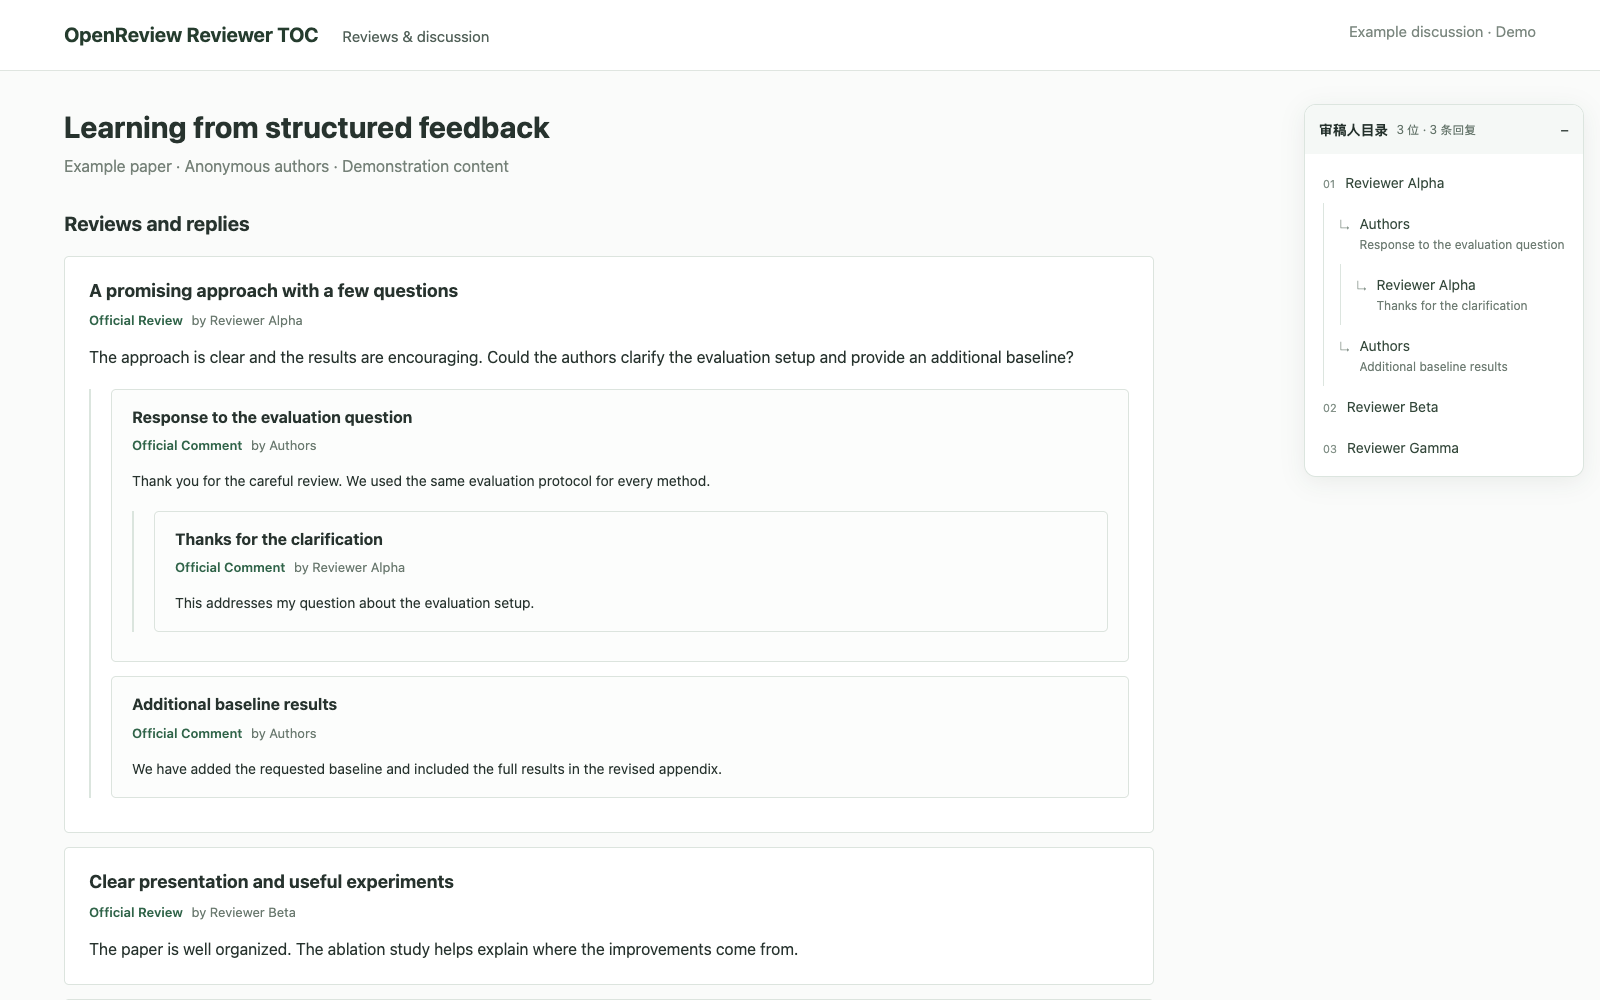 OpenReview Reviewer TOC
Reviews & discussion
Example discussion · Demo
Learning from structured feedback
Example paper · Anonymous authors · Demonstration content
Reviews and replies
A promising approach with a few questions
Official Review by Reviewer Alpha
The approach is clear and the results are encouraging. Could the authors clarify the evaluation setup and provide an additional baseline?
Response to the evaluation question
Official Comment by Authors
Thank you for the careful review. We used the same evaluation protocol for every method.
Thanks for the clarification
Official Comment by Reviewer Alpha
This addresses my question about the evaluation setup.
Additional baseline results
Official Comment by Authors
We have added the requested baseline and included the full results in the revised appendix.
Clear presentation and useful experiments
Official Review by Reviewer Beta
The paper is well organized. The ablation study helps explain where the improvements come from.
审稿人目录 3 位 · 3 条回复 −
01 Reviewer Alpha
Authors
Response to the evaluation question
Reviewer Alpha
Thanks for the clarification
Authors
Additional baseline results
02 Reviewer Beta
03 Reviewer Gamma